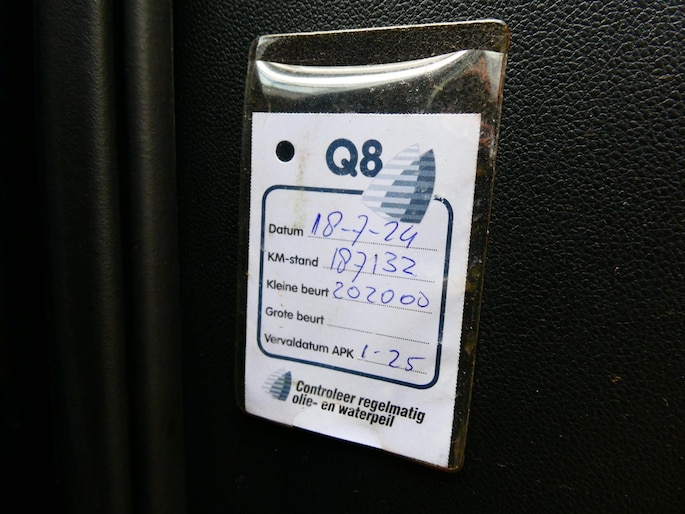 Q8
Datum 18-7-24
KM-stand 187132
Kleine beurt 202000
Grote beurt
Vervaldatum APK 1-25
Controleer regelmatig
olie- en waterpeil